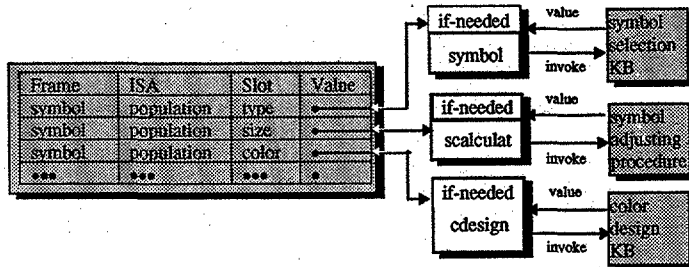 if-needed
symbol
value
invoke
symbol
selection
KB
Frame ISA Slot Value
symbol population type
symbol population size
symbol population color
if-needed
scalculat
value
invoke
symbol
adjusting
procedure
if-needed
cdesign
value
invoke
color
design
KB